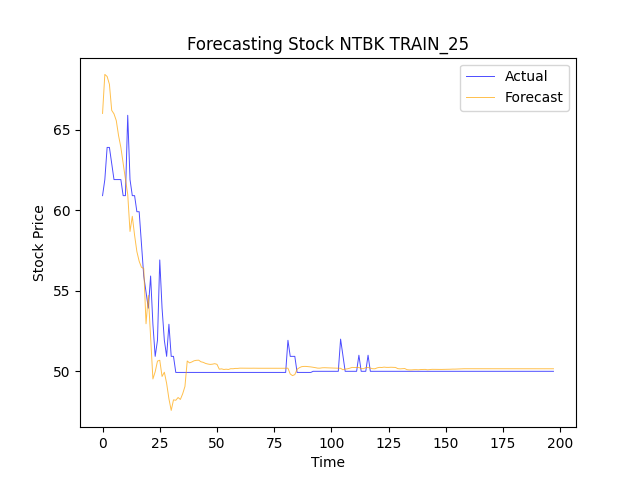 Forecasting Stock NTBK TRAIN_25
Actual
Forecast
Stock Price
65
60
55
50
0 25 50 75 100 125 150 175 200
Time